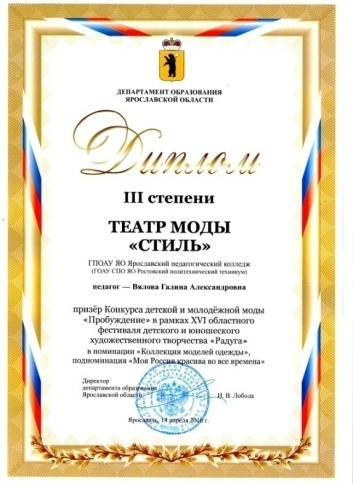 ДЕПАРТАМЕНТ ОБРАЗОВАНИЯ
ЯРОСЛАВСКОЙ ОБЛАСТИ
Диплом
III степени
ТЕАТР МОДЫ
«СТИЛЬ»
ГПОАУ ЯО Ярославский педагогический колледж
(ГОАУ СПО ЯО Ростовский политехнический техникум)
педагог — Вялова Галина Александровна
призёр Конкурса детской и молодёжной моды
«Пробуждение» в рамках XVI областного
фестиваля детского и юношеского
художественного творчества «Радуга»
в номинации «Коллекция моделей одежды»,
подноминация «Моя Россия красива во все времена»
Директор
департамента образования
Ярославской области
И. В. Лобода
Ярославль, 14 апреля 2016 г.